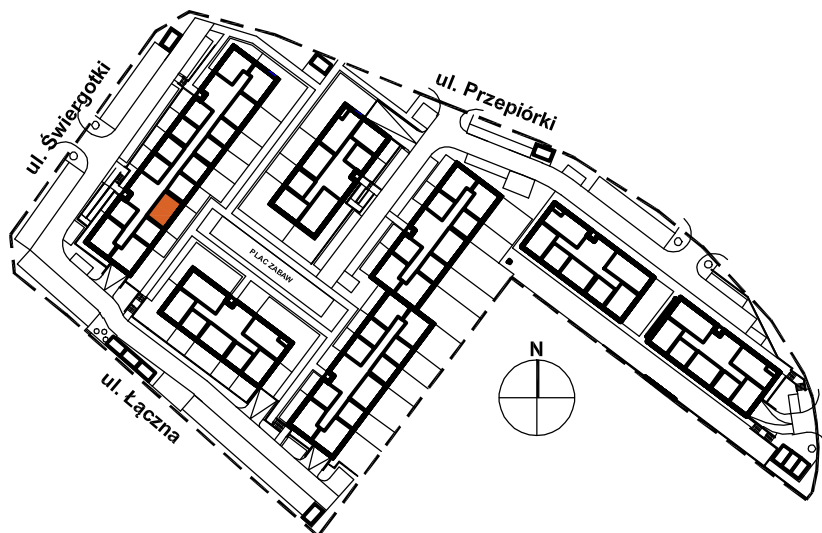 ul. Przepiórki
ul. Świergotki
PLAC ZABAW
N
ul. Łączna